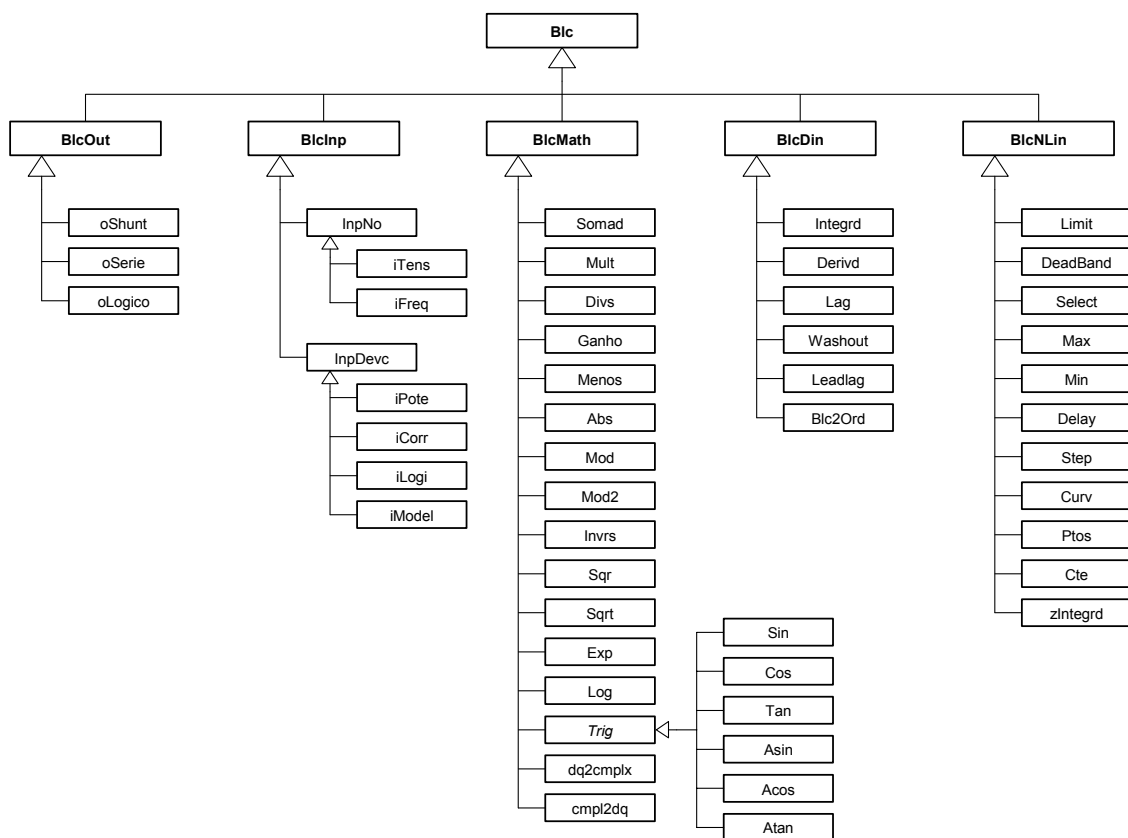 Blc
BlcOut
BlcInp
BlcMath
BlcDin
BlcNLin
oShunt
oSerie
oLogico
InpNo
iTens
iFreq
InpDevc
iPote
iCorr
iLogi
iModel
Somad
Mult
Divs
Ganho
Menos
Abs
Mod
Mod2
Invrs
Sqr
Sqrt
Exp
Log
Trig
dq2cmplx
cmpl2dq
Sin
Cos
Tan
Asin
Acos
Atan
Integrd
Derivd
Lag
Washout
Leadlag
Blc2Ord
Limit
DeadBand
Select
Max
Min
Delay
Step
Curv
Ptos
Cte
zIntegrd